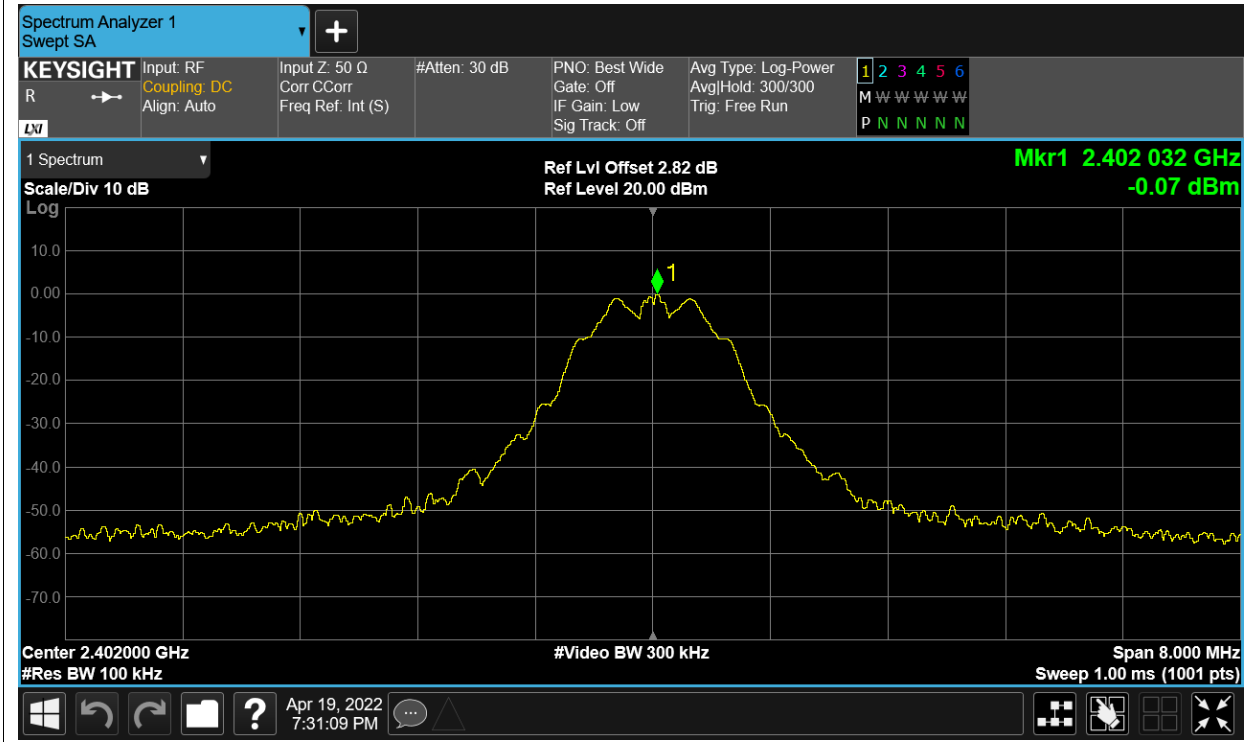 Spectrum Analyzer 1
Swept SA
+
KEYSIGHT
R
LXI
Input: RF
Coupling: DC
Align: Auto
Input Z: 50 Ω
Corr CCorr
Freq Ref: Int (S)
#Atten: 30 dB
PNO: Best Wide
Gate: Off
IF Gain: Low
Sig Track: Off
Avg Type: Log-Power
Avg|Hold: 300/300
Trig: Free Run
1 2 3 4 5 6
M W W W W W
P N N N N N N
1 Spectrum
Scale/Div 10 dB
Log
Ref Lvl Offset 2.82 dB
Ref Level 20.00 dBm
Mkr1 2.402 032 GHz
-0.07 dBm
1
10.0
0.00
-10.0
-20.0
-30.0
-40.0
-50.0
-60.0
-70.0
Center 2.402000 GHz
#Res BW 100 kHz
#Video BW 300 kHz
Span 8.000 MHz
Sweep 1.00 ms (1001 pts)
?
Apr 19, 2022
7:31:09 PM